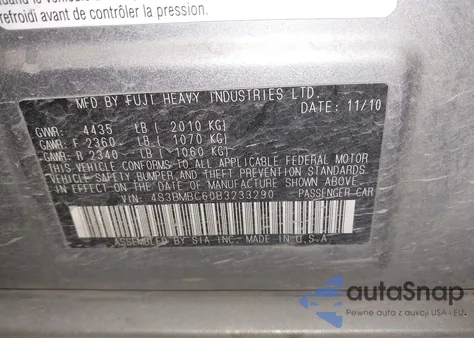 refroidi avant de contrôler la pression.
MFD BY FUJI HEAVY INDUSTRIES LTD.
DATE: 11/10
GVWR: 4435 LB ( 2010 KG)
GAWR: F 2360 LB ( 1070 KG)
GAWR: R 2340 LB ( 1060 KG)
THIS VEHICLE CONFORMS TO ALL APPLICABLE FEDERAL MOTOR
VEHICLE SAFETY, BUMPER, AND THEFT PREVENTION STANDARDS
IN EFFECT ON THE DATE OF MANUFACTURE SHOWN ABOVE.
VIN: 4S3BMBC60B3233290 PASSENGER CAR
ASSEMBLED BY SIA INC. MADE IN U.S.A.
autoSnap
Pewne auta z aukcji USA i EU.